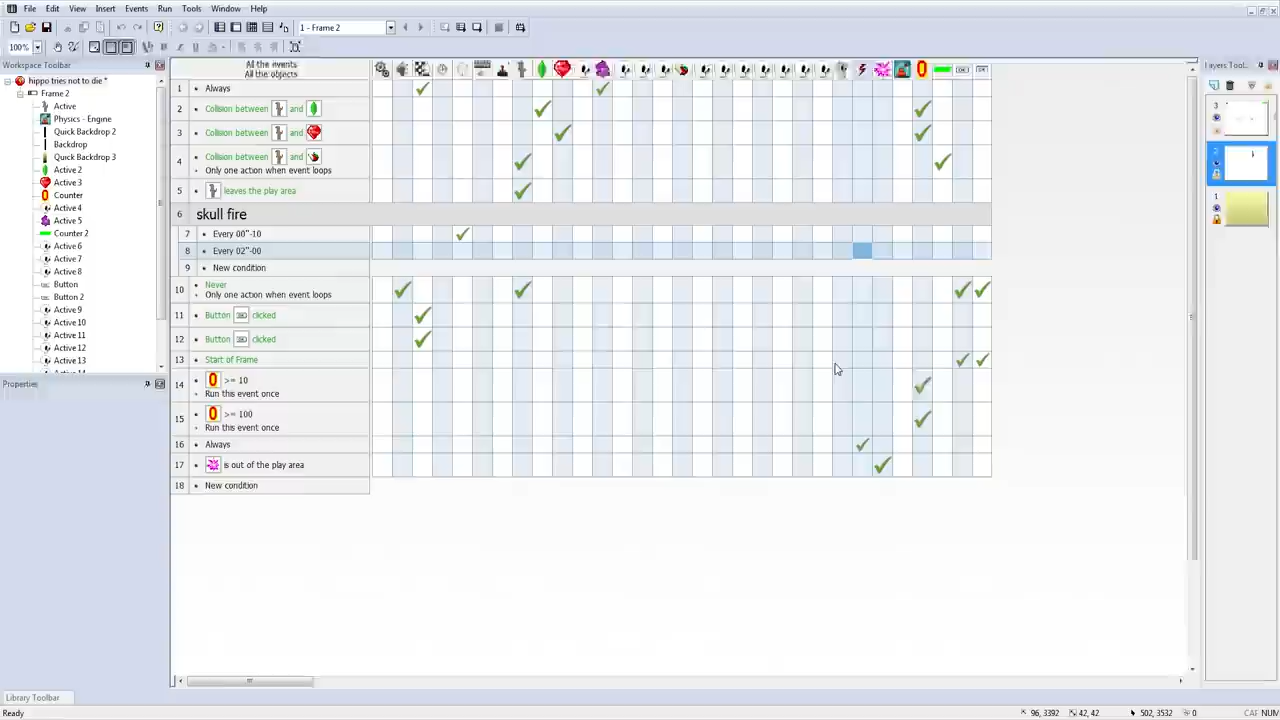 File Edit View Insert Events Run Tools Window Help
1 - Frame 2
100%
Workspace Toolbar
hippo tries not to die *
Frame 2
Active
Physics - Engine
Quick Backdrop 2
Backdrop
Quick Backdrop 3
Active 2
Active 3
Counter
Active 4
Active 5
Counter 2
Active 6
Active 7
Active 8
Button
Button 2
Active 9
Active 10
Active 11
Active 12
Active 13
Properties
Library Toolbar
Ready
All the events
All the objects
1 Always
2 Collision between and
3 Collision between and
4 Collision between and
Only one action when event loops
5 leaves the play area
6 skull fire
7 Every 00"-10
8 Every 02"-00
9 New condition
10 Never
Only one action when event loops
11 Button clicked
12 Button clicked
13 Start of Frame
14 >= 10
Run this event once
15 >= 100
Run this event once
16 Always
17 is out of the play area
18 New condition
Layers Tool...
3
2
1
96, 3392 42, 42 502, 3532 0 CAP NUM